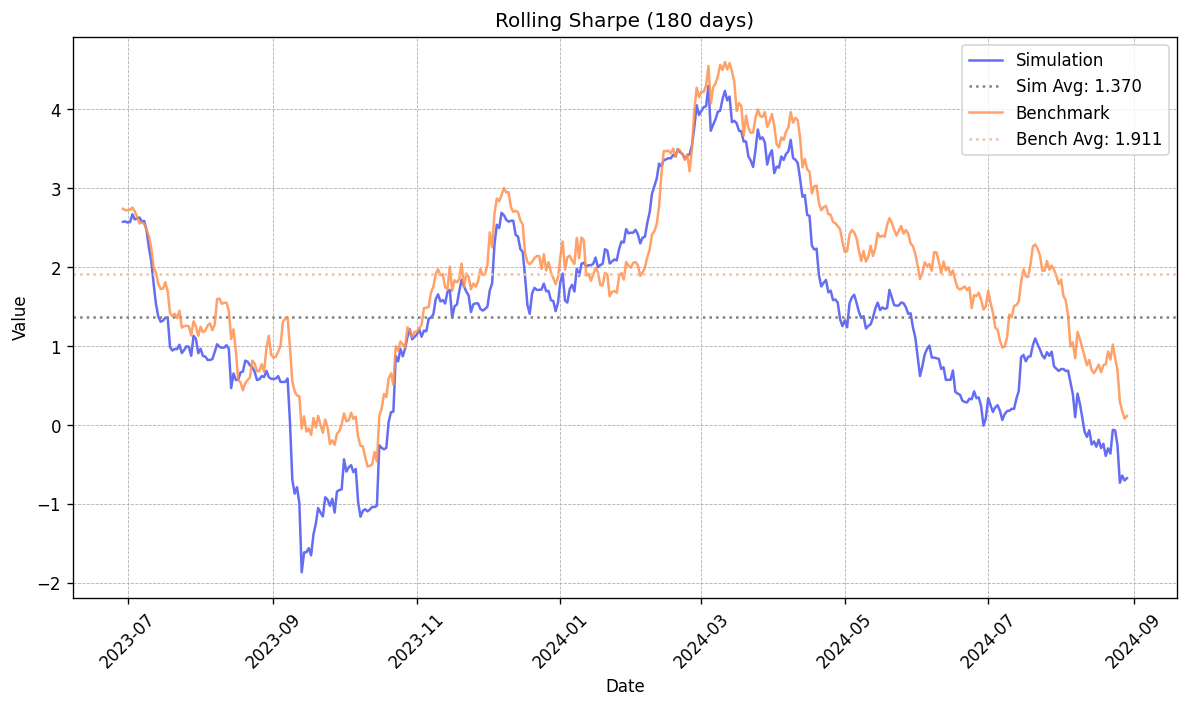 Rolling Sharpe (180 days)
Simulation
Sim Avg: 1.370
Benchmark
Bench Avg: 1.911
Value
4
3
2
1
0
−1
−2
2023-07
2023-09
2023-11
2024-01
2024-03
2024-05
2024-07
2024-09
Date